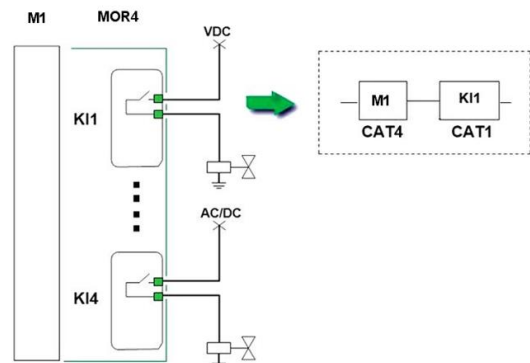 M1 MOR4
VDC
KI1
M1 KI1
CAT4 CAT1
AC/DC
KI4